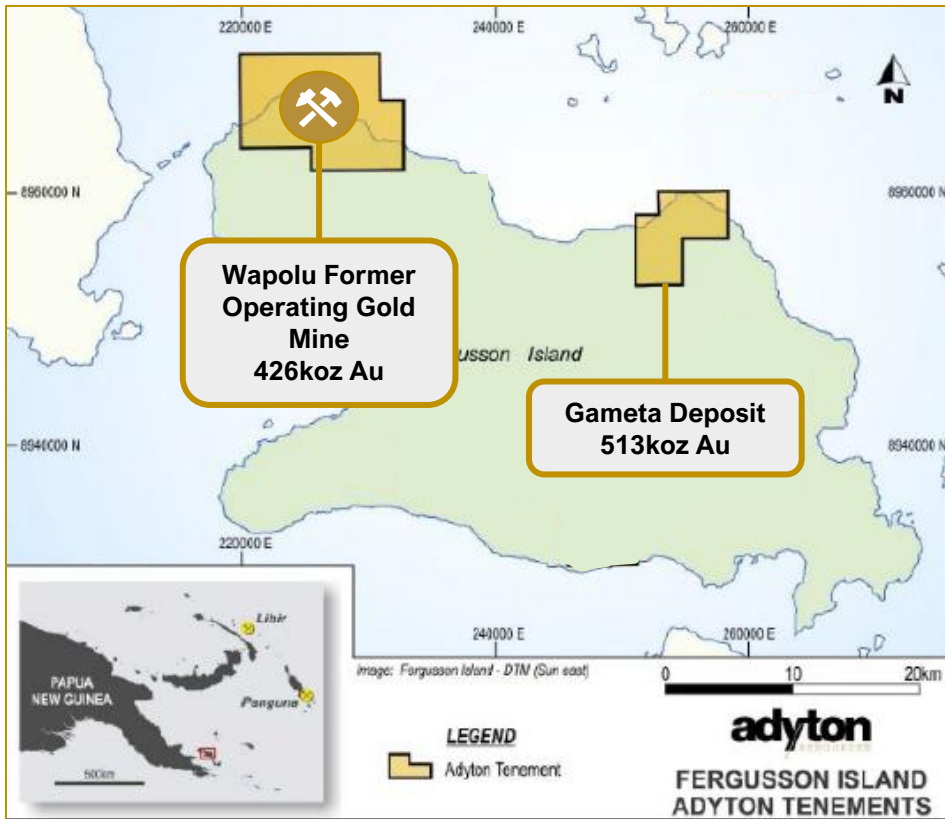 220000 E
240000 E
260000 E
N
8960000 N
8960000 N
Wapolu Former
Operating Gold
Mine
426koz Au
usson Island
Gameta Deposit
513koz Au
8940000 N
8940000 N
220000 E
240000 E
260000 E
Image: Fergusson Island - DTM (Sun east)
0 10 20km
Lihir
PAPUA
NEW GUINEA
Panguna
500km
LEGEND
Adyton Tenement
adyton
RESOURCES
FERGUSSON ISLAND
ADYTON TENEMENTS